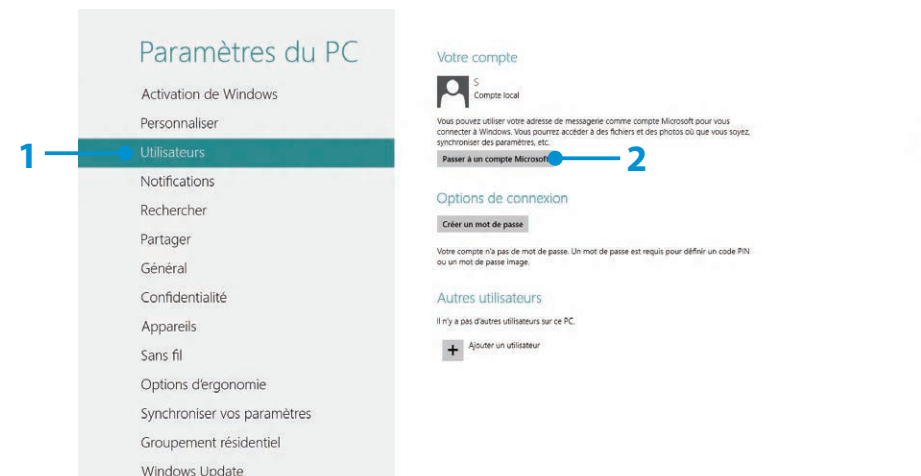 Paramètres du PC
Activation de Windows
Personnaliser
1
Utilisateurs
Notifications
Rechercher
Partager
Général
Confidentialité
Appareils
Sans fil
Options d'ergonomie
Synchroniser vos paramètres
Groupement résidentiel
Windows Update
Votre compte
S
Compte local
Vous pouvez utiliser votre adresse de messagerie comme compte Microsoft pour vous
connecter à Windows. Vous pourrez accéder à des fichiers et des photos où que vous soyez,
synchroniser des paramètres, etc.
Passer à un compte Microsoft
2
Options de connexion
Créer un mot de passe
Votre compte n'a pas de mot de passe. Un mot de passe est requis pour définir un code PIN
ou un mot de passe image.
Autres utilisateurs
Il n'y a pas d'autres utilisateurs sur ce PC.
+ Ajouter un utilisateur